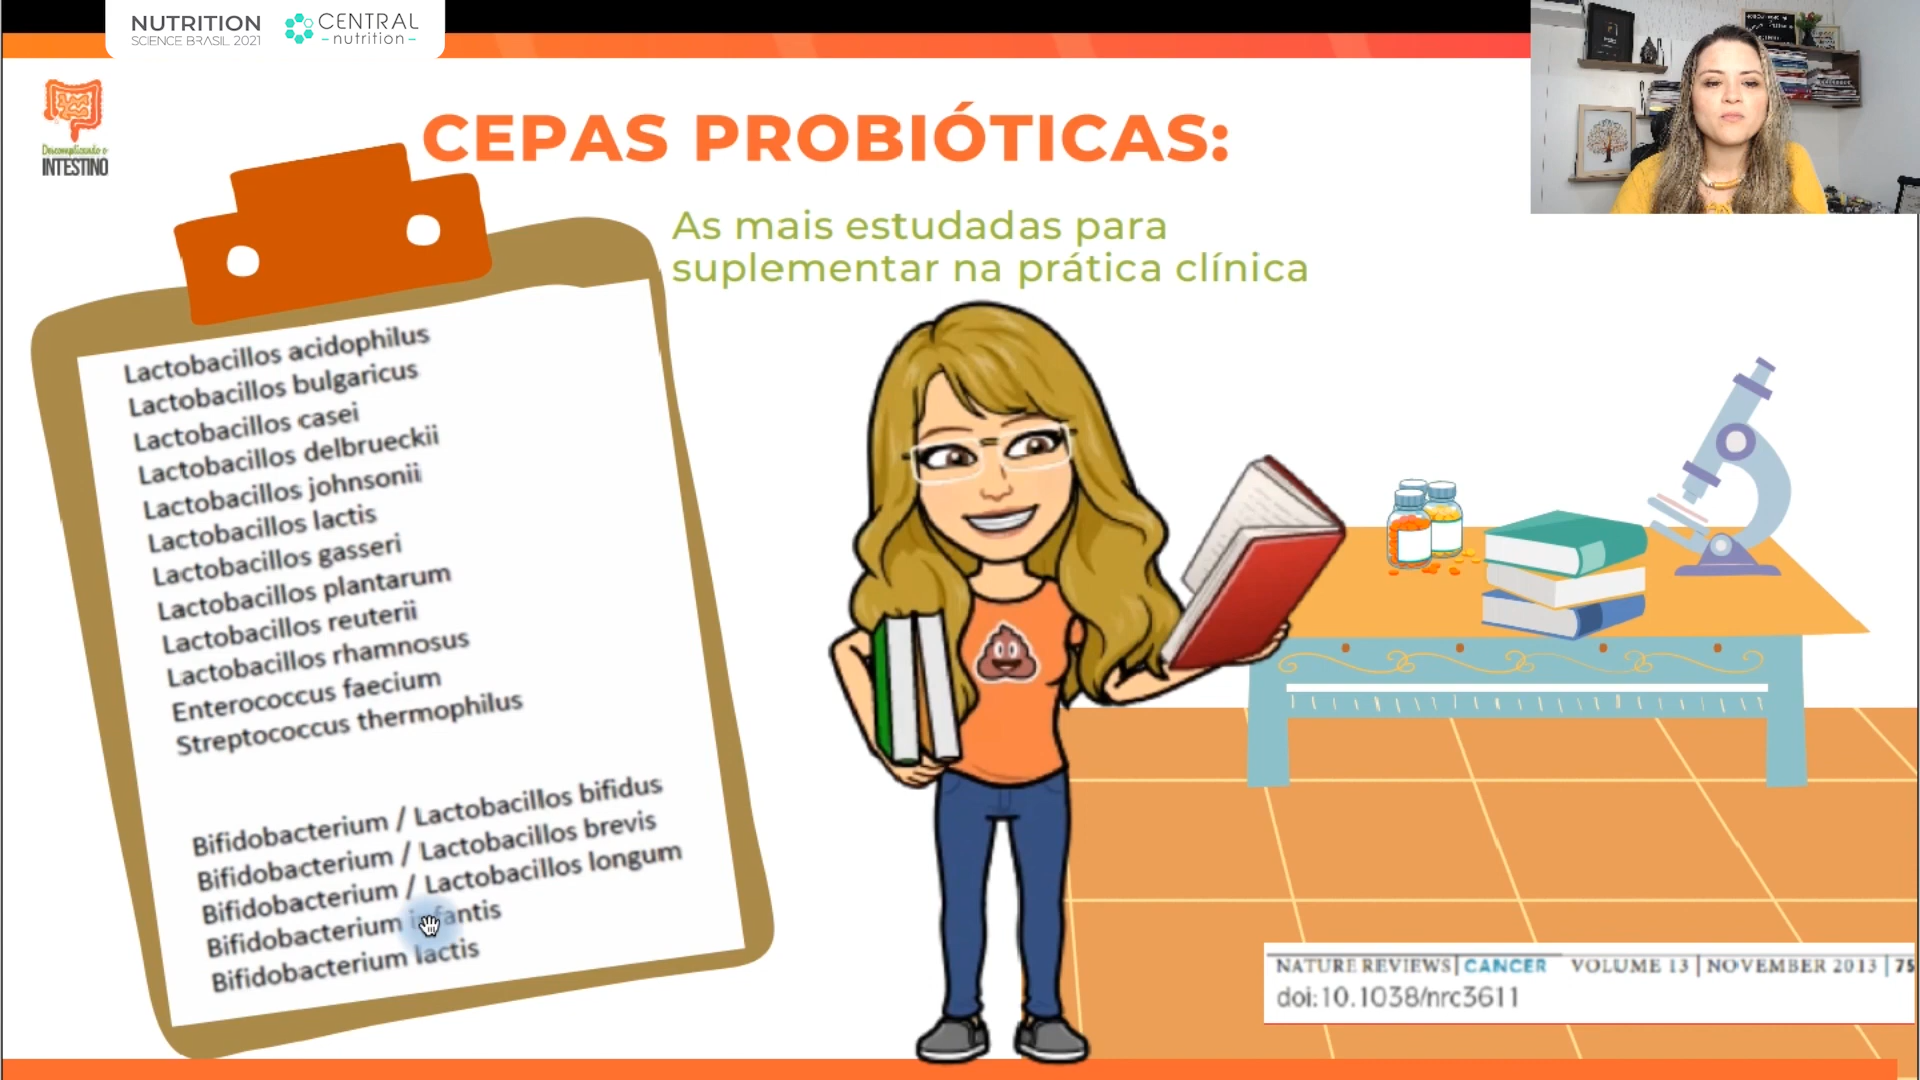 NUTRITION
SCIENCE BRASIL 2021
CENTRAL
nutrition
Descomplicando o
INTESTINO
CEPAS PROBIÓTICAS:
As mais estudadas para
suplementar na prática clínica
Lactobacillos acidophilus
Lactobacillos bulgaricus
Lactobacillos casei
Lactobacillos delbrueckii
Lactobacillos johnsonii
Lactobacillos lactis
Lactobacillos gasseri
Lactobacillos plantarum
Lactobacillos reuterii
Lactobacillos rhamnosus
Enterococcus faecium
Streptococcus thermophilus
Bifidobacterium / Lactobacillos bifidus
Bifidobacterium / Lactobacillos brevis
Bifidobacterium / Lactobacillos longum
Bifidobacterium infantis
Bifidobacterium lactis
NATURE REVIEWS | CANCER VOLUME 13 | NOVEMBER 2013 | 75
doi:10.1038/nrc3611